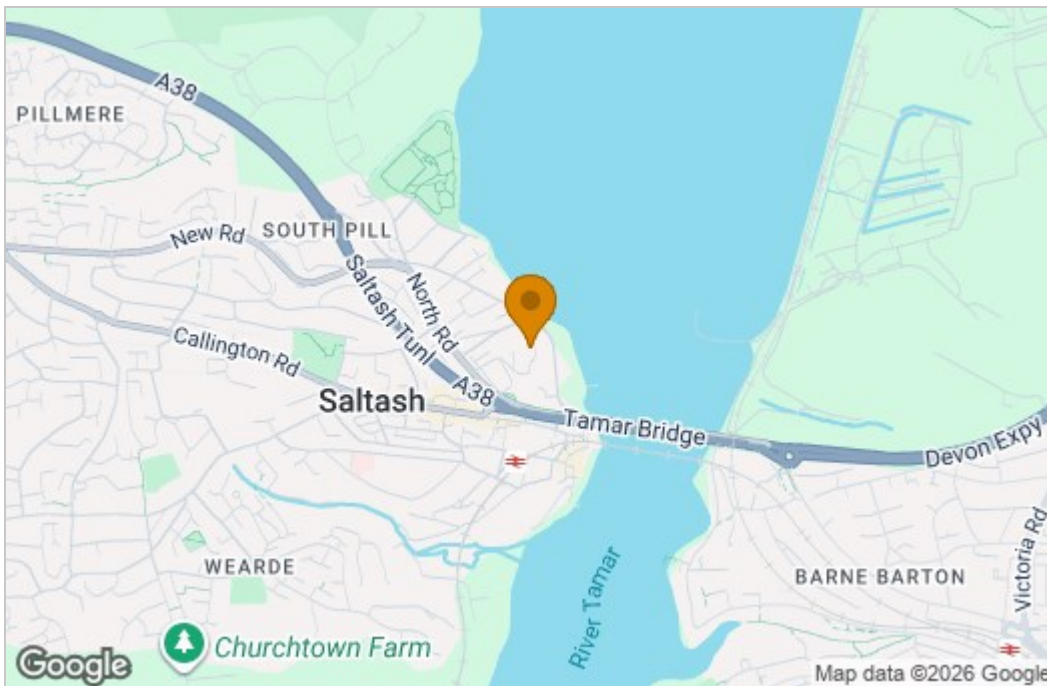 A38
PILLMERE
SOUTH PILL
New Rd
North Rd
Saltash Tunl
Callington Rd
A38
Saltash
Tamar Bridge
Devon Expy
Victoria Rd
WEARDE
BARNE BARTON
River Tamar
Churchtown Farm
Google
Map data ©2026 Google